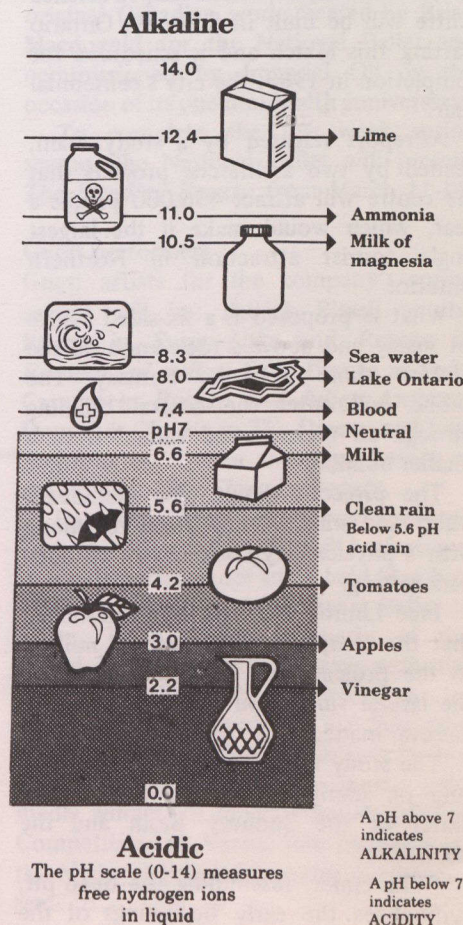 Alkaline
14.0
12.4 Lime
11.0 Ammonia
10.5 Milk of
magnesia
8.3 Sea water
8.0 Lake Ontario
7.4 Blood
pH7 Neutral
6.6 Milk
5.6 Clean rain
Below 5.6 pH
acid rain
4.2 Tomatoes
3.0 Apples
2.2 Vinegar
0.0
Acidic
The pH scale (0-14) measures
free hydrogen ions
in liquid
A pH above 7
indicates
ALKALINITY
A pH below 7
indicates
ACIDITY